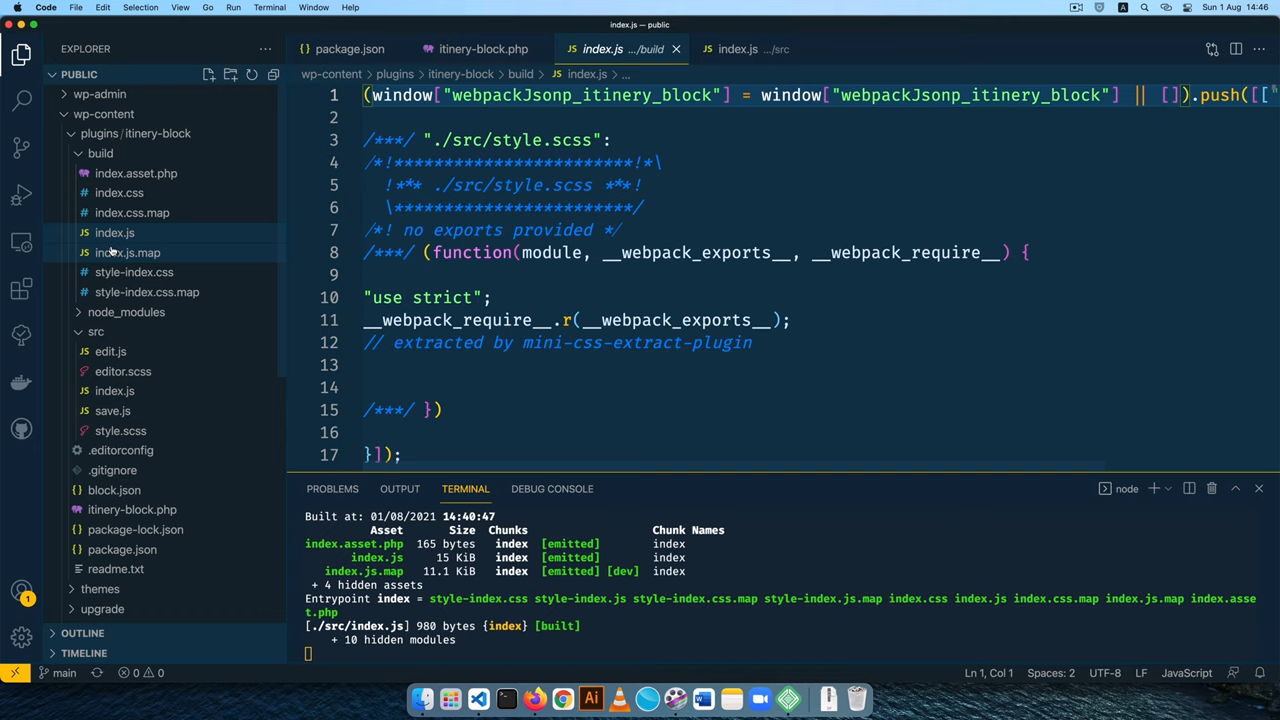 Code File Edit Selection View Go Run Terminal Window Help A Sun 1 Aug 14:46
index.js — public
EXPLORER
PUBLIC
wp-admin
wp-content
plugins / itinery-block
build
index.asset.php
index.css
index.css.map
index.js
index.js.map
style-index.css
style-index.css.map
node_modules
src
edit.js
editor.scss
index.js
save.js
style.scss
.editorconfig
.gitignore
block.json
itinery-block.php
package-lock.json
package.json
readme.txt
themes
upgrade
OUTLINE
TIMELINE
package.json itinery-block.php JS index.js .../build JS index.js .../src
wp-content > plugins > itinery-block > build > JS index.js > ...
1 (window["webpackJsonp_itinery_block"] = window["webpackJsonp_itinery_block"] || []).push([["
2
3 /***/ "./src/style.scss":
4 /*!************************!*\
5 !*** ./src/style.scss ***!
6 \************************/
7 /*! no exports provided */
8 /***/ (function(module, __webpack_exports__, __webpack_require__) {
9
10 "use strict";
11 __webpack_require__.r(__webpack_exports__);
12 // extracted by mini-css-extract-plugin
13
14
15 /***/ })
16
17 }]);
PROBLEMS OUTPUT TERMINAL DEBUG CONSOLE node
Built at: 01/08/2021 14:40:47
Asset Size Chunks Chunk Names
index.asset.php 165 bytes index [emitted] index
index.js 15 KiB index [emitted] index
index.js.map 11.1 KiB index [emitted] [dev] index
+ 4 hidden assets
Entrypoint index = style-index.css style-index.js style-index.css.map style-index.js.map index.css index.js index.css.map index.js.map index.asse
t.php
[./src/index.js] 980 bytes {index} [built]
+ 10 hidden modules
main 0 0 Ln 1, Col 1 Spaces: 2 UTF-8 LF JavaScript
1
Ai
W